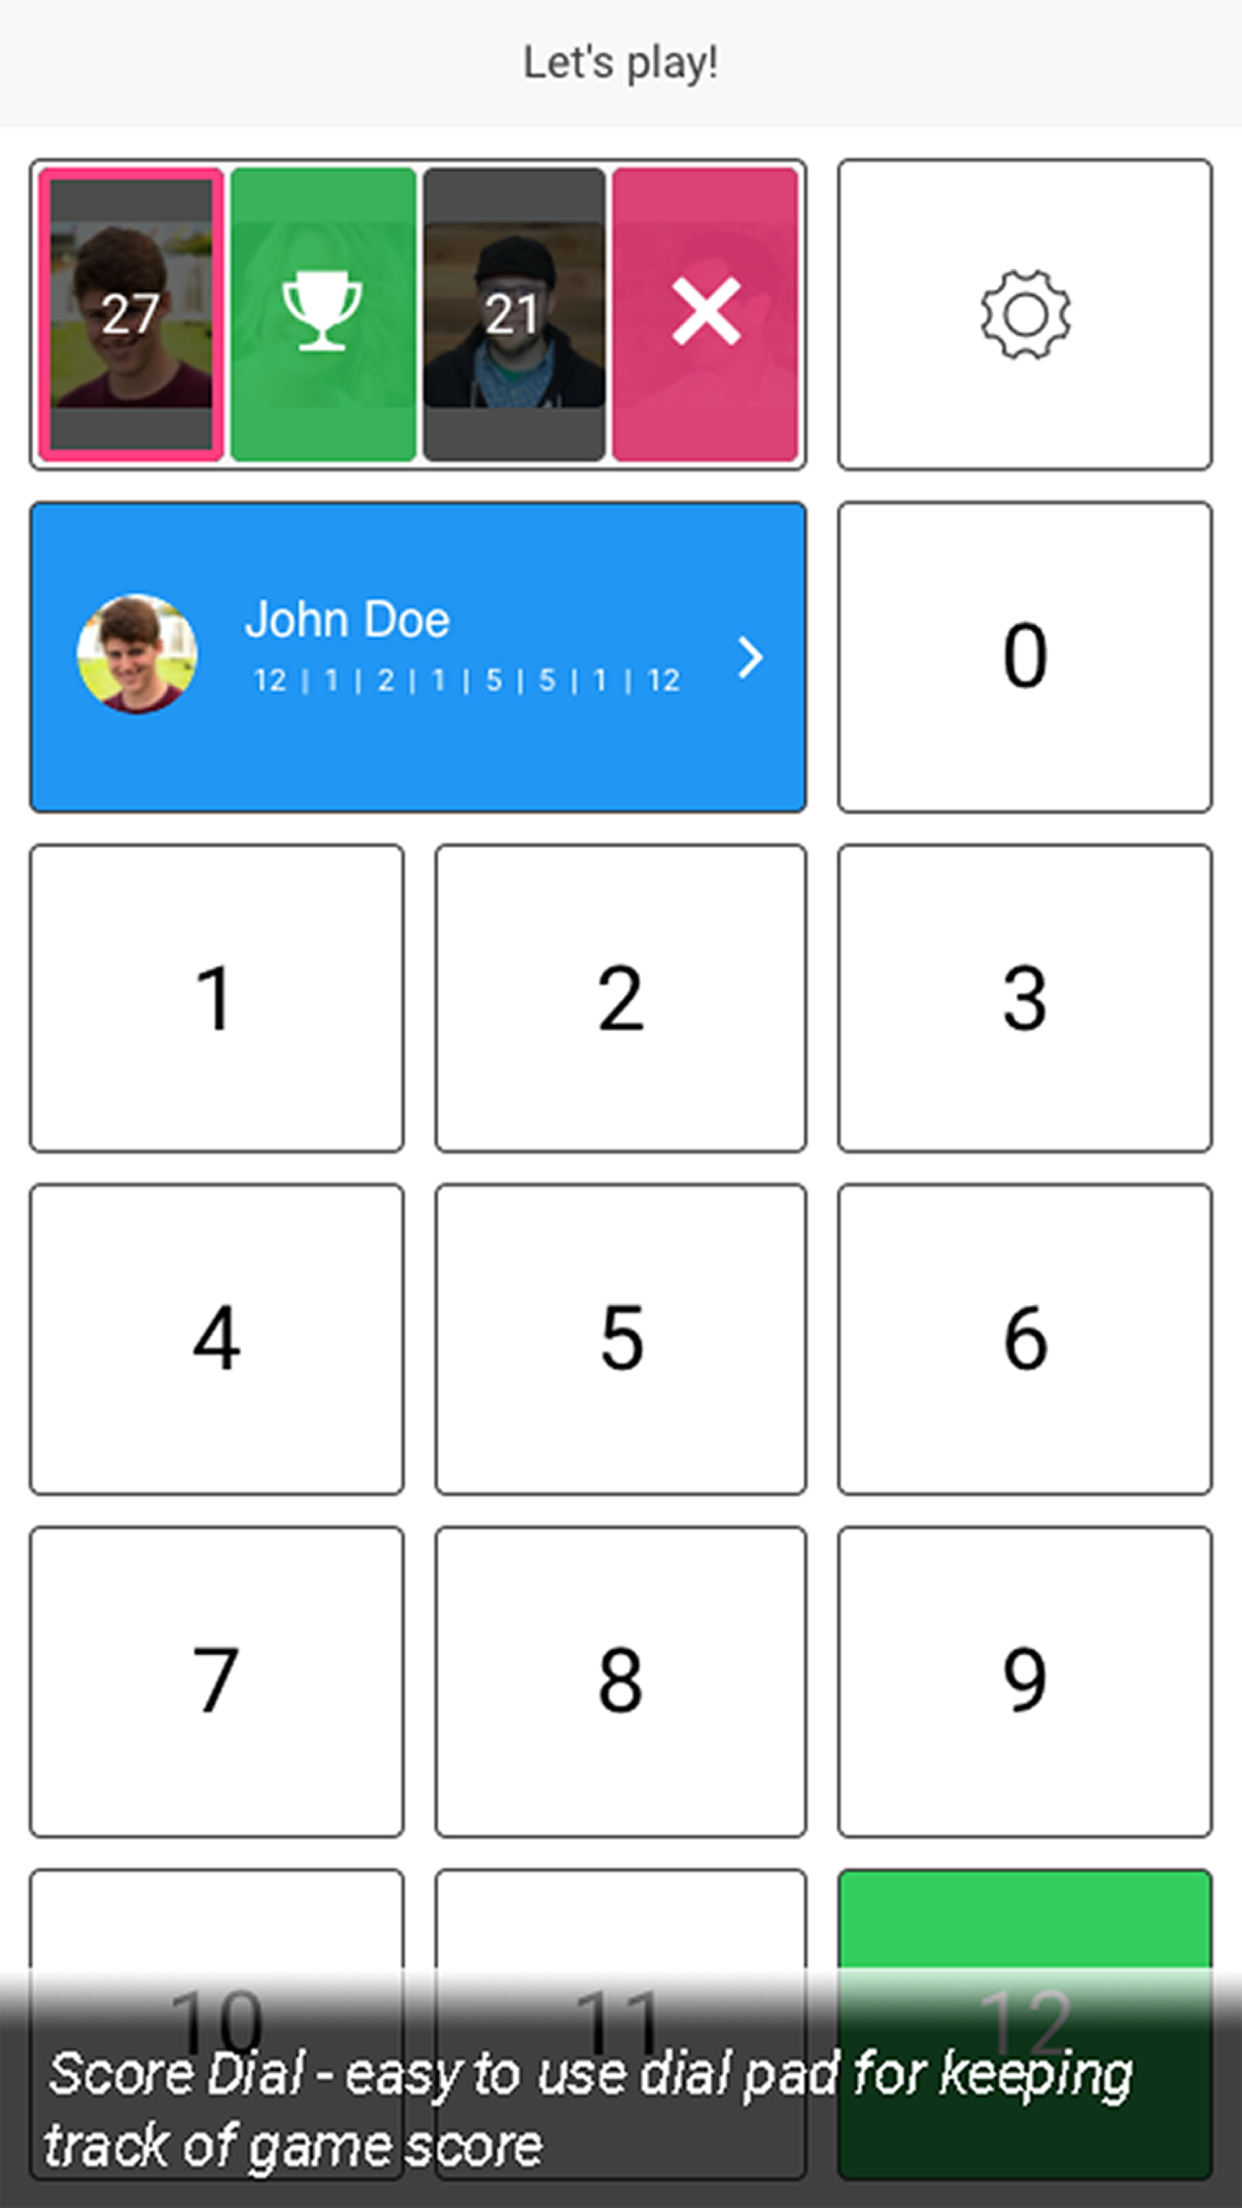 Let's play!
27
21
John Doe
12 | 1 | 2 | 1 | 5 | 5 | 1 | 12
0
1 2 3
4 5 6
7 8 9
10 11 12
Score Dial - easy to use dial pad for keeping
track of game score